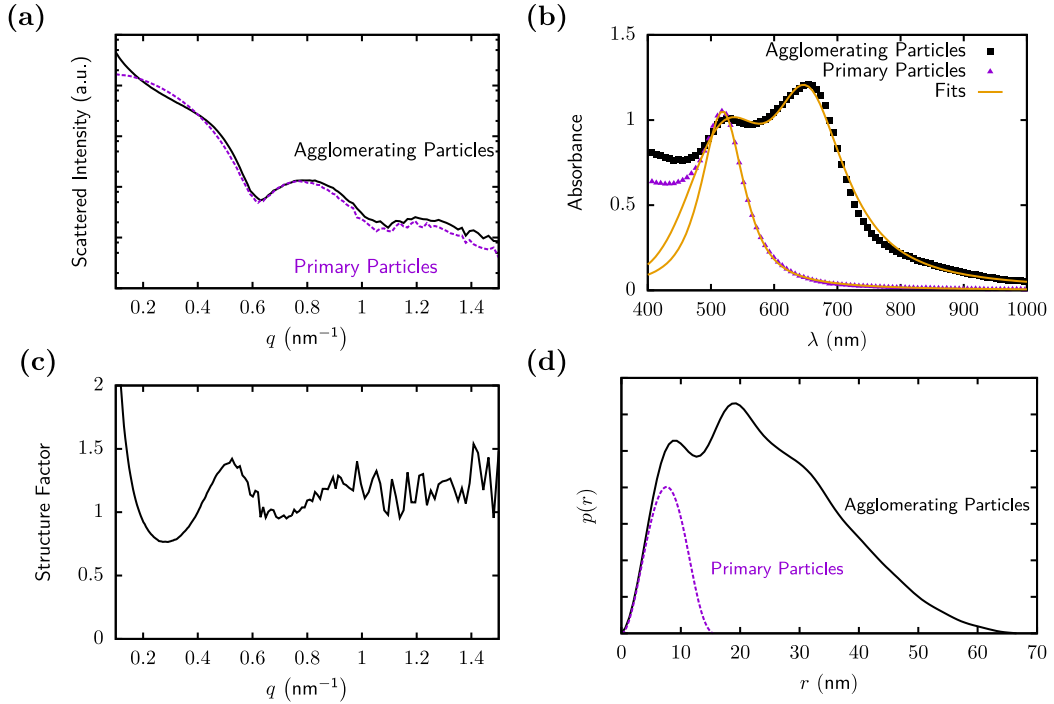 (a)
Scattered Intensity (a.u.)
Agglomerating Particles
Primary Particles
0.2 0.4 0.6 0.8 1 1.2 1.4
q (nm⁻¹)
(b)
Absorbance
1.5
1
0.5
0
Agglomerating Particles
Primary Particles
Fits
400 500 600 700 800 900 1000
λ (nm)
(c)
Structure Factor
2
1.5
1
0.5
0
0.2 0.4 0.6 0.8 1 1.2 1.4
q (nm⁻¹)
(d)
p(r)
Agglomerating Particles
Primary Particles
0 10 20 30 40 50 60 70
r (nm)